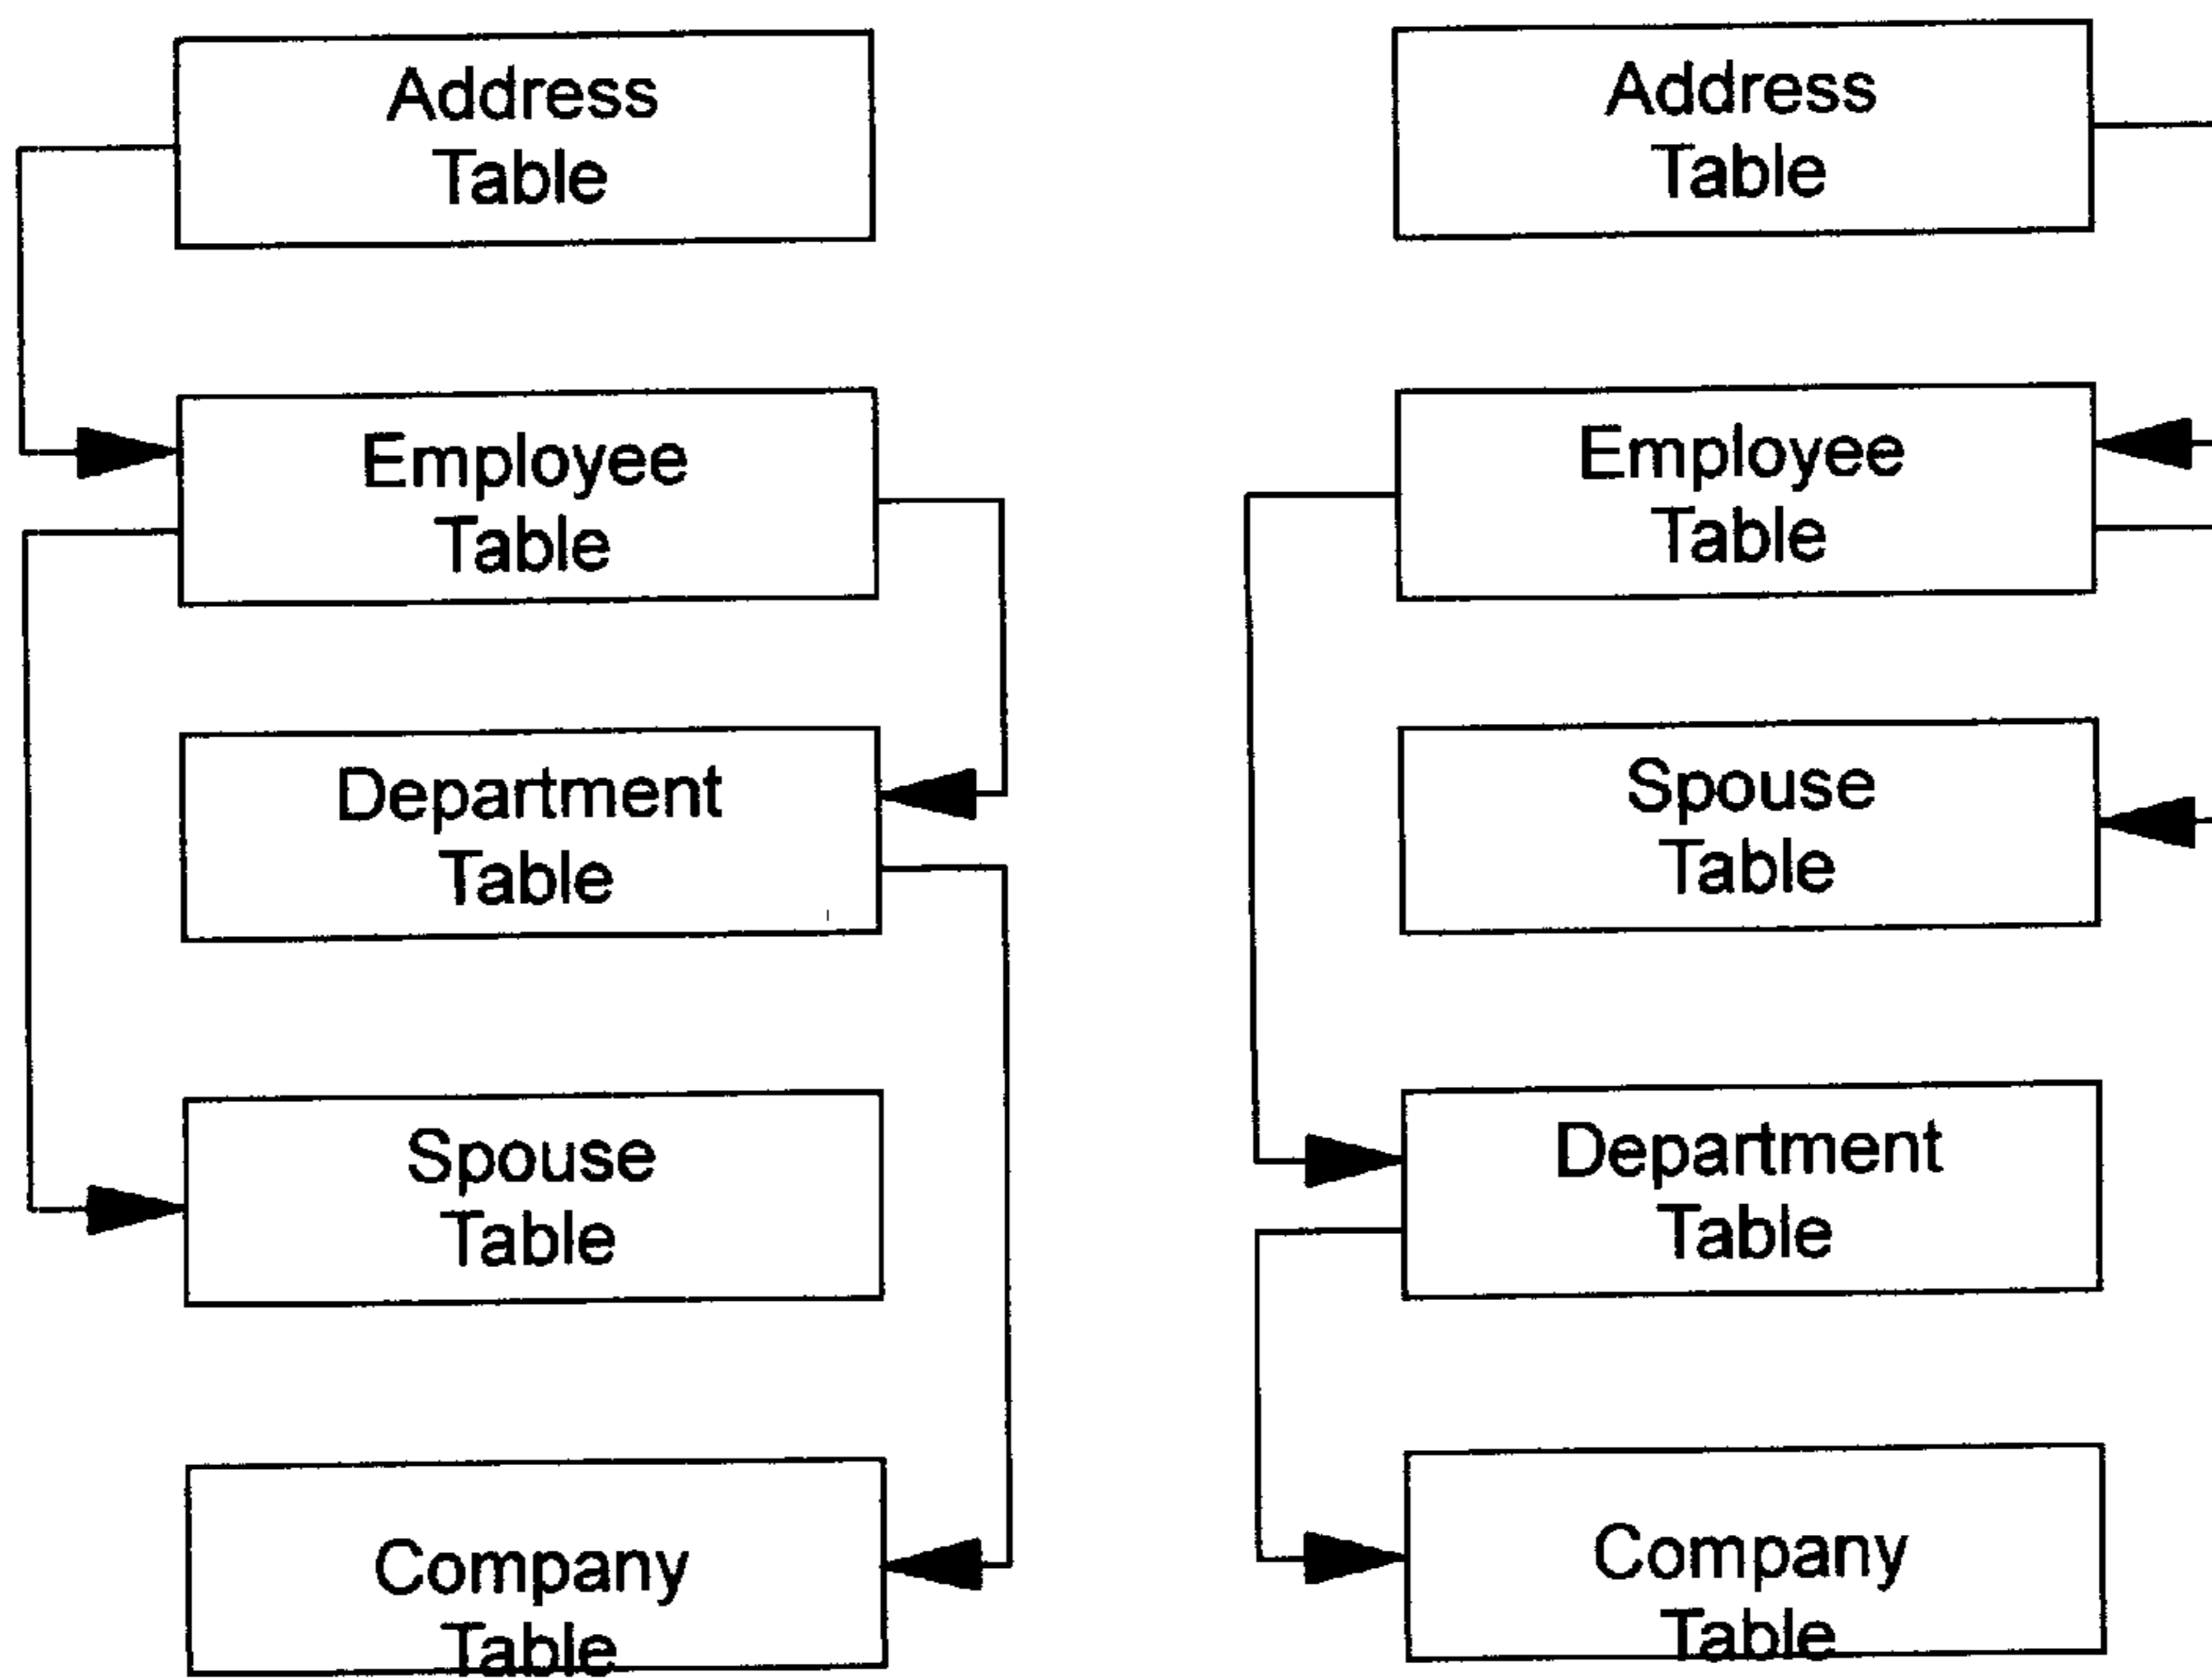 Address
Table
Employee
Table
Department
Table
Spouse
Table
Company
Table
Address
Table
Employee
Table
Spouse
Table
Department
Table
Company
Table